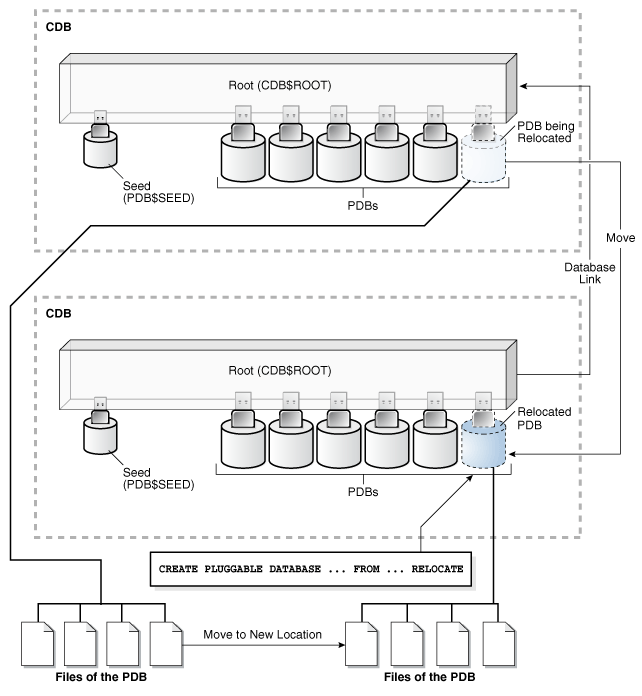 CDB
Root (CDB$ROOT)
PDB being
Relocated
Seed
(PDB$SEED)
PDBs
Move
Database
Link
CDB
Root (CDB$ROOT)
Relocated
PDB
Seed
(PDB$SEED)
PDBs
CREATE PLUGGABLE DATABASE ... FROM ... RELOCATE
Move to New Location
Files of the PDB
Files of the PDB